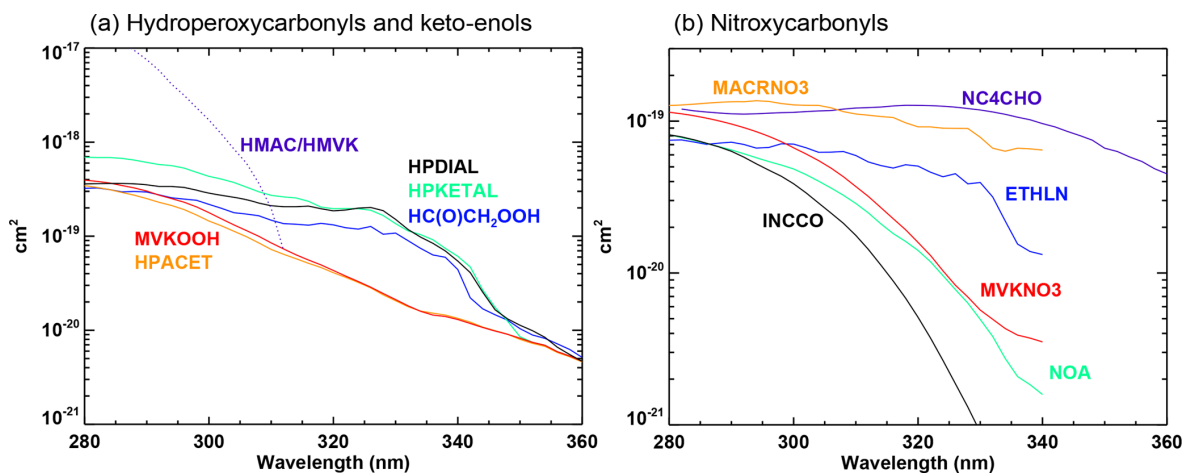 (a) Hydroperoxycarbonyls and keto-enols
10⁻¹⁷
10⁻¹⁸
10⁻¹⁹
10⁻²⁰
10⁻²¹
cm²
HMAC/HMVK
HPDIAL
HPKETAL
HC(O)CH₂OOH
MVKOOH
HPACET
280 300 320 340 360
Wavelength (nm)
(b) Nitroxycarbonyls
10⁻¹⁹
10⁻²⁰
10⁻²¹
cm²
MACRNO3
NC4CHO
ETHLN
INCCO
MVKNO3
NOA
280 300 320 340 360
Wavelength (nm)